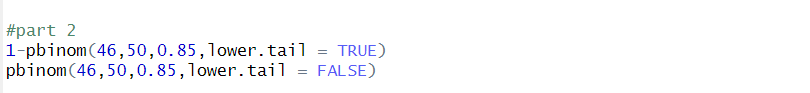 #part 2
1-pbinom(46,50,0.85,lower.tail = TRUE)
pbinom(46,50,0.85,lower.tail = FALSE)